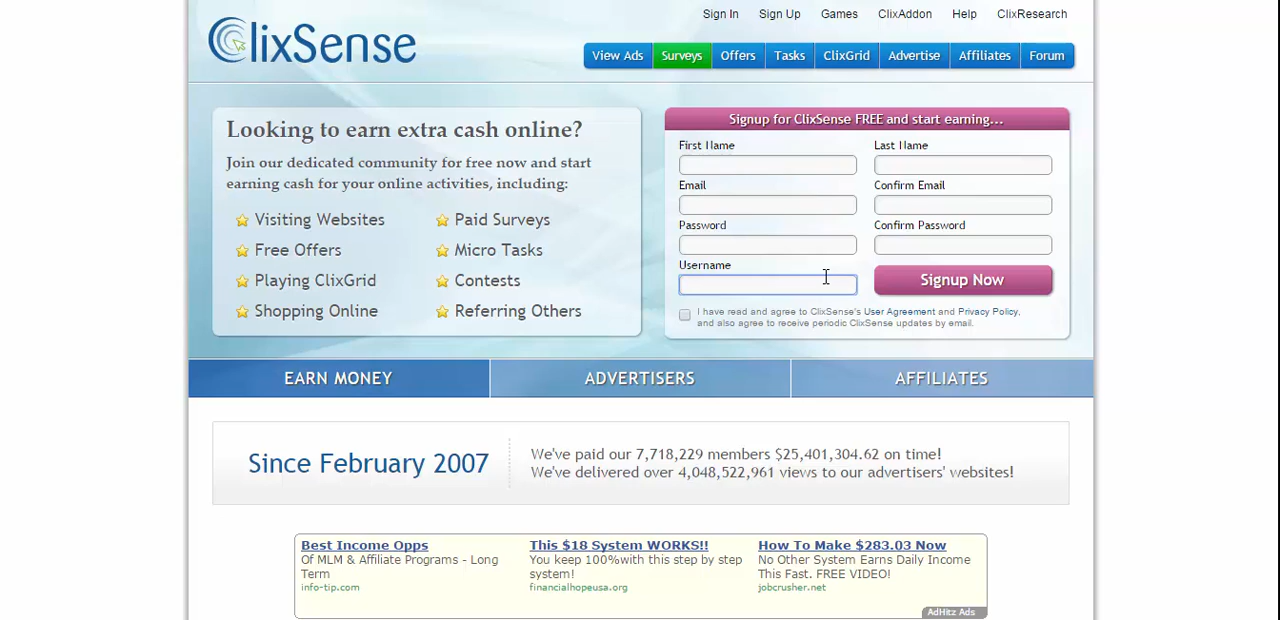 ClixSense
Sign In Sign Up Games ClixAddon Help ClixResearch
View Ads Surveys Offers Tasks ClixGrid Advertise Affiliates Forum
Looking to earn extra cash online?
Join our dedicated community for free now and start
earning cash for your online activities, including:
Visiting Websites Paid Surveys
Free Offers Micro Tasks
Playing ClixGrid Contests
Shopping Online Referring Others
Signup for ClixSense FREE and start earning...
First Name Last Name
Email Confirm Email
Password Confirm Password
Username
Signup Now
I have read and agree to ClixSense's User Agreement and Privacy Policy,
and also agree to receive periodic ClixSense updates by email.
EARN MONEY ADVERTISERS AFFILIATES
Since February 2007
We've paid our 7,718,229 members $25,401,304.62 on time!
We've delivered over 4,048,522,961 views to our advertisers' websites!
Best Income Opps
Of MLM & Affiliate Programs - Long
Term
info-tip.com
This $18 System WORKS!!
You keep 100%with this step by step
system!
financialhopeusa.org
How To Make $283.03 Now
No Other System Earns Daily Income
This Fast. FREE VIDEO!
jobcrusher.net
AdHitz Ads